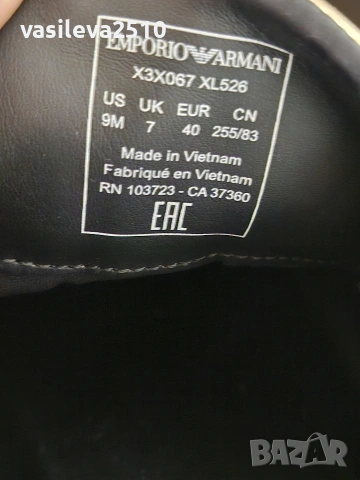 vasileva2510
EMPORIO ARMANI
X3X067 XL526
US UK EUR CN
9M 7 40 255/83
Made in Vietnam
Fabriqué en Vietnam
RN 103723 - CA 37360
EAC
BAZAR